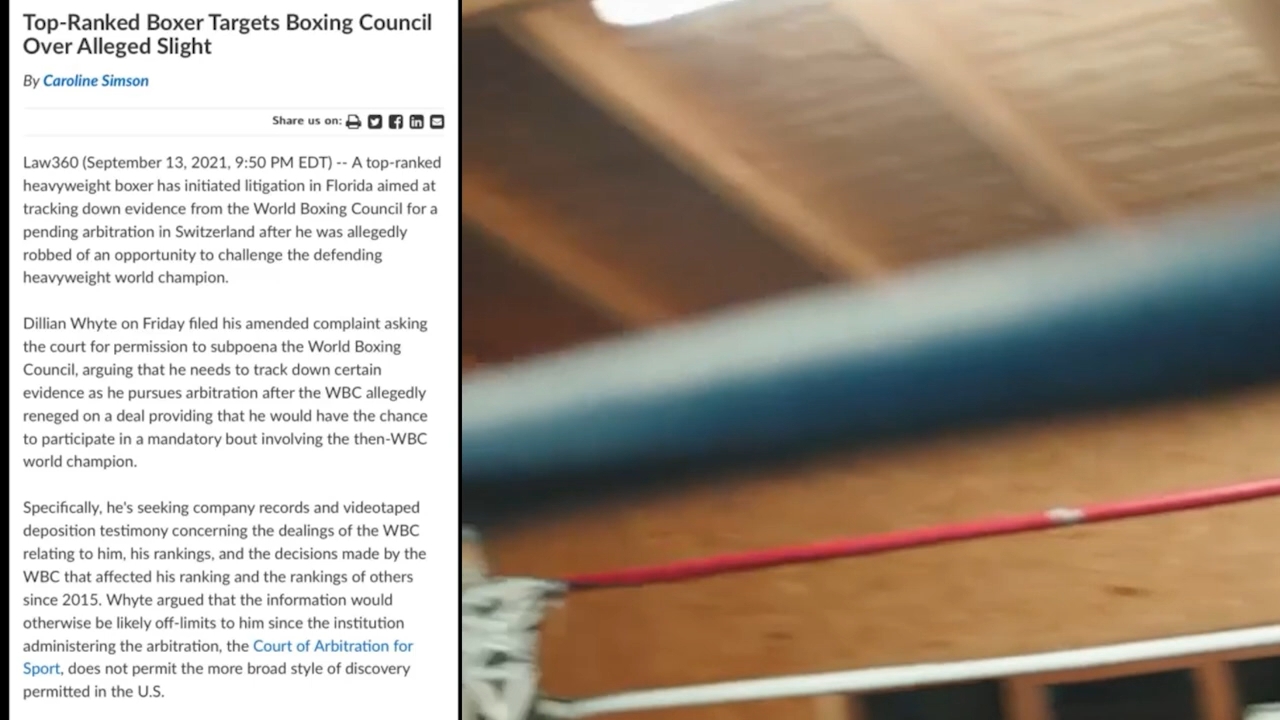 Top-Ranked Boxer Targets Boxing Council
Over Alleged Slight
By Caroline Simson
Share us on:
Law360 (September 13, 2021, 9:50 PM EDT) -- A top-ranked
heavyweight boxer has initiated litigation in Florida aimed at
tracking down evidence from the World Boxing Council for a
pending arbitration in Switzerland after he was allegedly
robbed of an opportunity to challenge the defending
heavyweight world champion.
Dillian Whyte on Friday filed his amended complaint asking
the court for permission to subpoena the World Boxing
Council, arguing that he needs to track down certain
evidence as he pursues arbitration after the WBC allegedly
reneged on a deal providing that he would have the chance
to participate in a mandatory bout involving the then-WBC
world champion.
Specifically, he's seeking company records and videotaped
deposition testimony concerning the dealings of the WBC
relating to him, his rankings, and the decisions made by the
WBC that affected his ranking and the rankings of others
since 2015. Whyte argued that the information would
otherwise be likely off-limits to him since the institution
administering the arbitration, the Court of Arbitration for
Sport, does not permit the more broad style of discovery
permitted in the U.S.